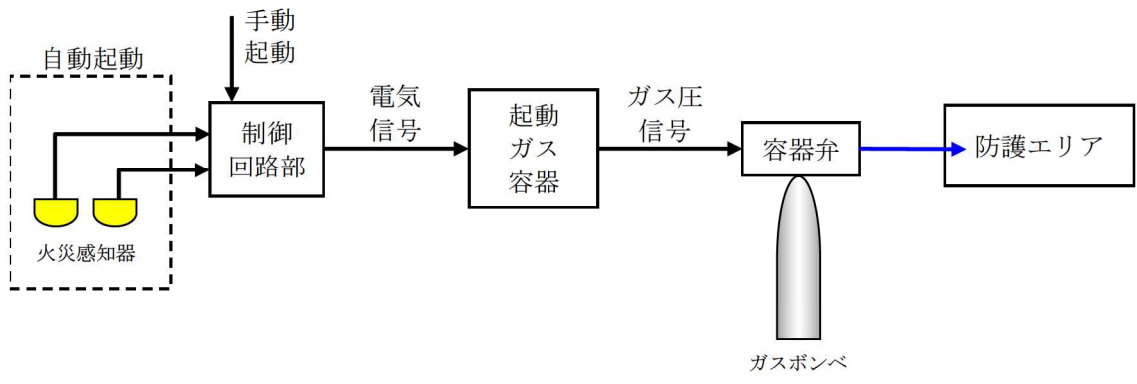 自動起動
手動
起動
火災感知器
制御
回路部
電気
信号
起動
ガス
容器
ガス圧
信号
容器弁
ガスボンベ
防護エリア